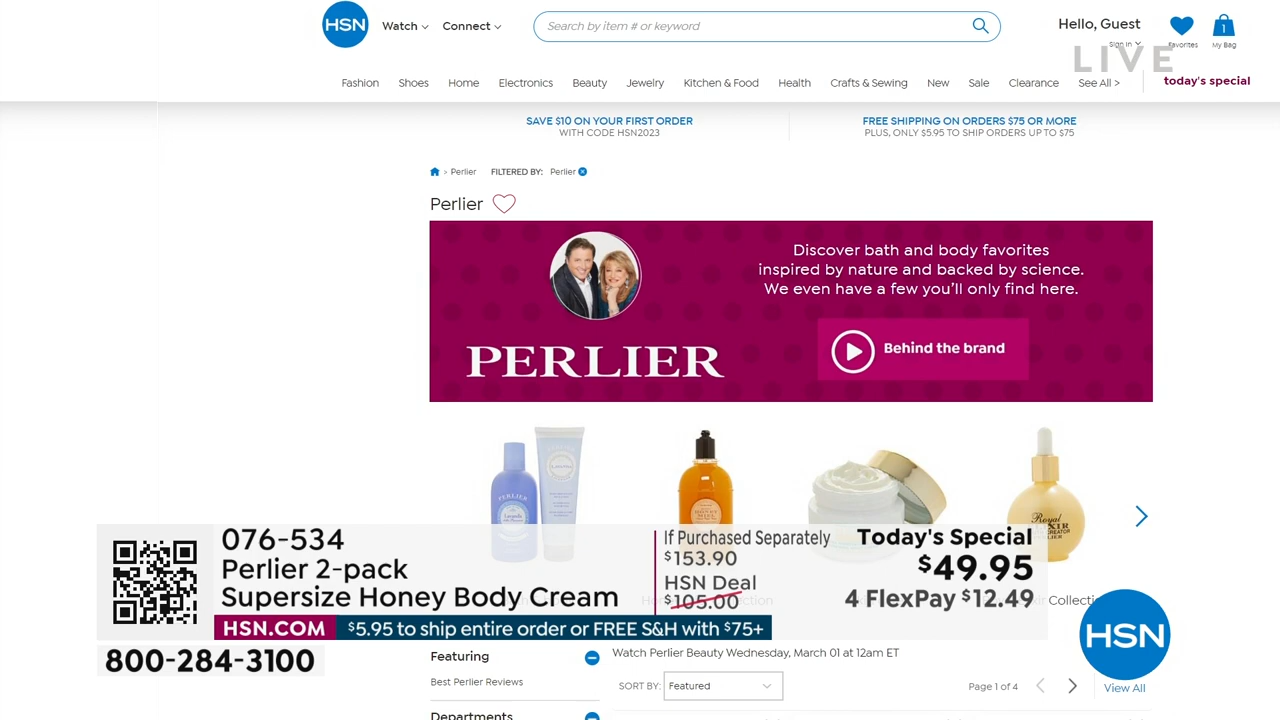 HSN
Watch
Connect
Search by item # or keyword
Hello, Guest
Sign in
Favorites
1
My Bag
LIVE
Fashion
Shoes
Home
Electronics
Beauty
Jewelry
Kitchen & Food
Health
Crafts & Sewing
New
Sale
Clearance
See All >
today's special
SAVE $10 ON YOUR FIRST ORDER
WITH CODE HSN2023
FREE SHIPPING ON ORDERS $75 OR MORE
PLUS, ONLY $5.95 TO SHIP ORDERS UP TO $75
> Perlier
FILTERED BY: Perlier
Perlier
Discover bath and body favorites
inspired by nature and backed by science.
We even have a few you'll only find here.
PERLIER
Behind the brand
PERLIER
Royal
076-534
Perlier 2-pack
Supersize Honey Body Cream
If Purchased Separately
$153.90
HSN Deal
$105.00
Today's Special
$49.95
4 FlexPay $12.49
HSN.COM
$5.95 to ship entire order or FREE S&H with $75+
800-284-3100
HSN
Featuring
Best Perlier Reviews
Departments
Watch Perlier Beauty Wednesday, March 01 at 12am ET
SORT BY: Featured
Page 1 of 4
View All